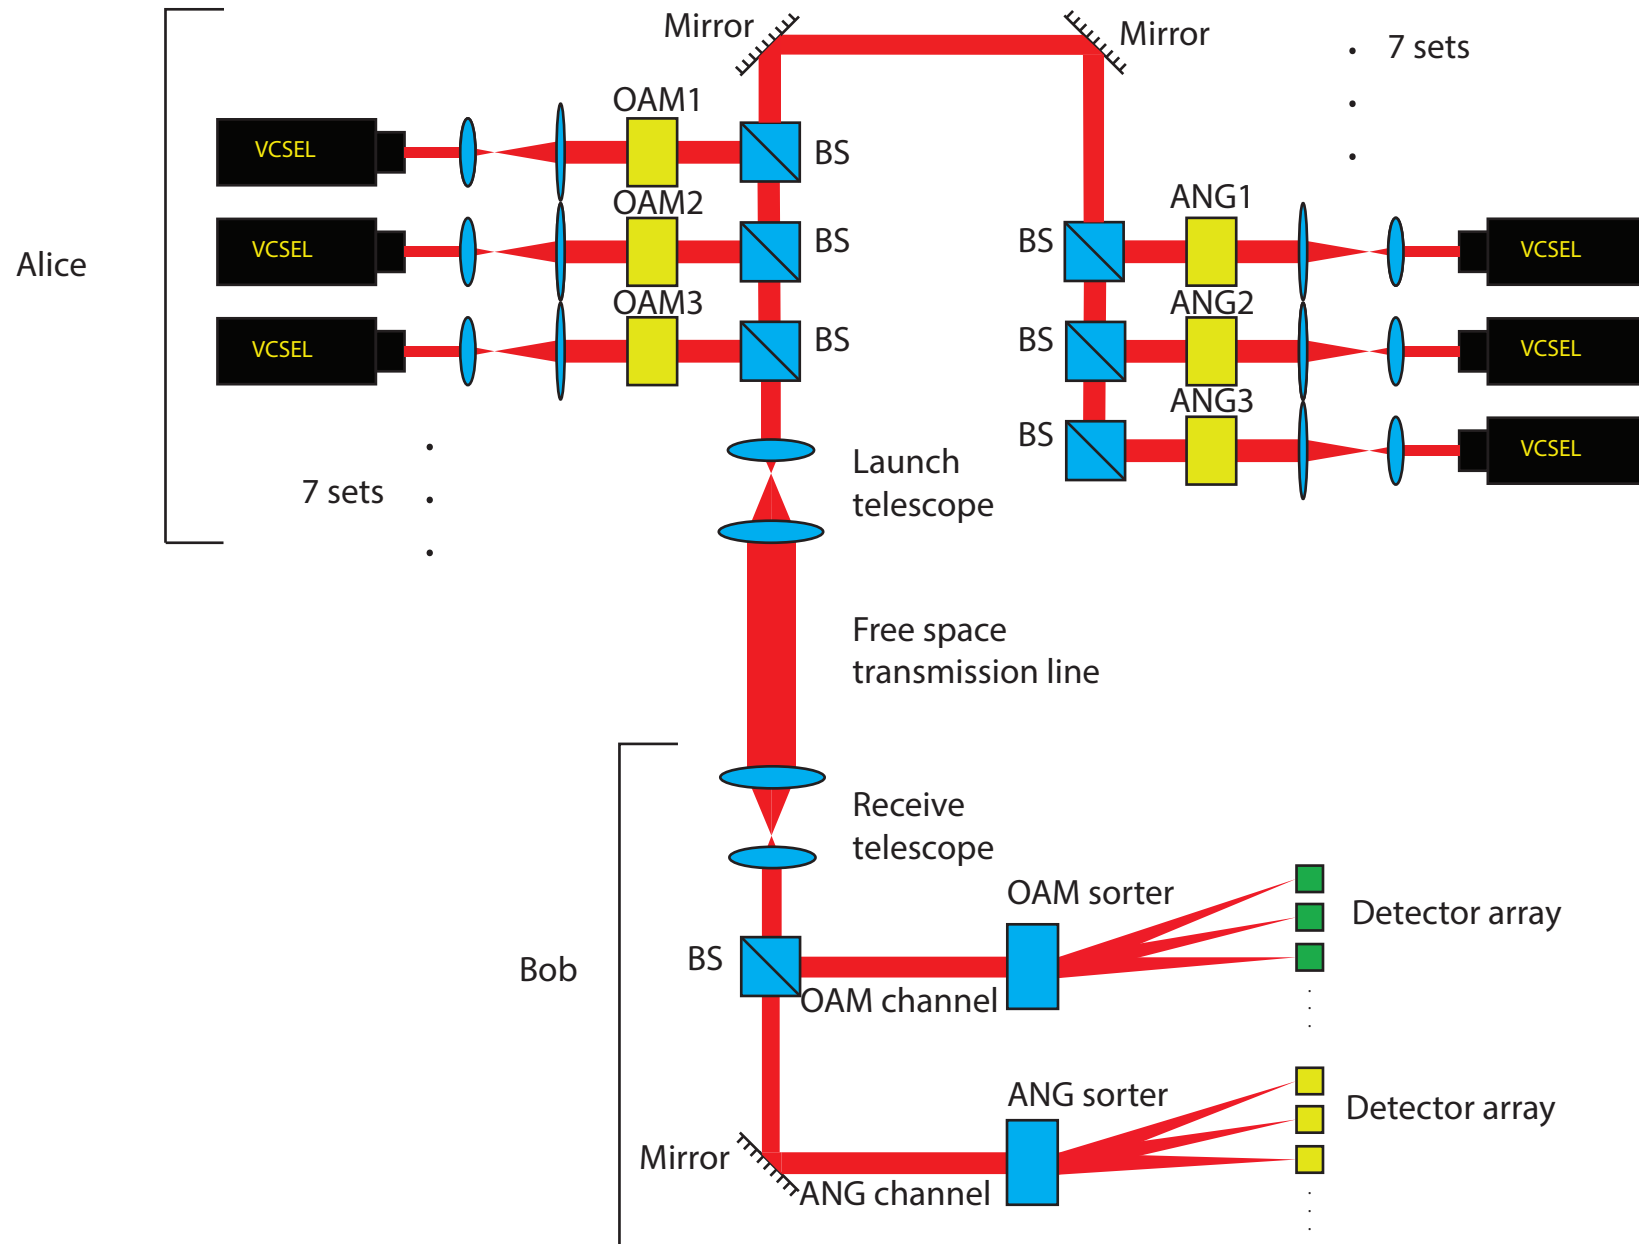 Mirror
Mirror
7 sets
OAM1
VCSEL
BS
OAM2
ANG1
VCSEL
BS
BS
VCSEL
Alice
OAM3
ANG2
VCSEL
BS
BS
VCSEL
ANG3
BS
VCSEL
7 sets
Launch
telescope
Free space
transmission line
Receive
telescope
OAM sorter
Detector array
BS
Bob
OAM channel
ANG sorter
Detector array
Mirror
ANG channel